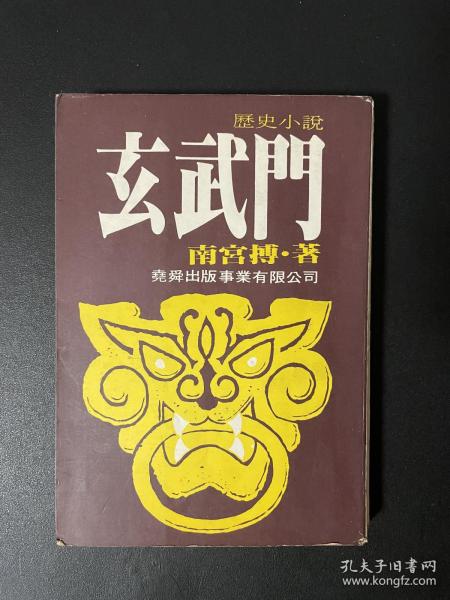 歷史小說
玄武門
南宮搏·著
堯舜出版事業有限公司
孔夫子旧书网
www.kongfz.com